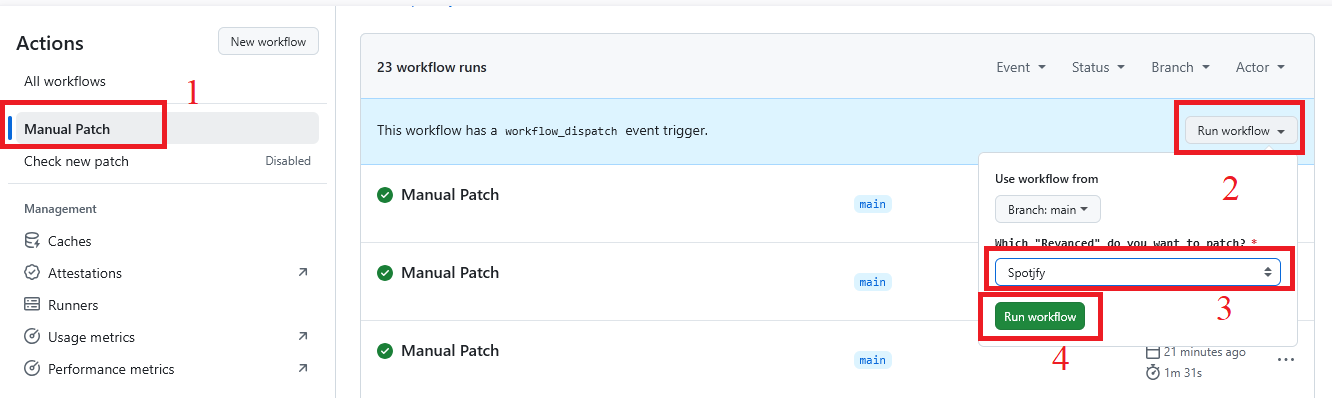 Actions
New workflow
All workflows
1
Manual Patch
Check new patch
Disabled
Management
Caches
Attestations
Runners
Usage metrics
Performance metrics
23 workflow runs
Event
Status
Branch
Actor
This workflow has a workflow_dispatch event trigger.
Run workflow
2
Use workflow from
Branch: main
Which "Revanced" do you want to patch? *
Spotjfy
3
Run workflow
4
Manual Patch
main
Manual Patch
main
Manual Patch
main
21 minutes ago
1m 31s